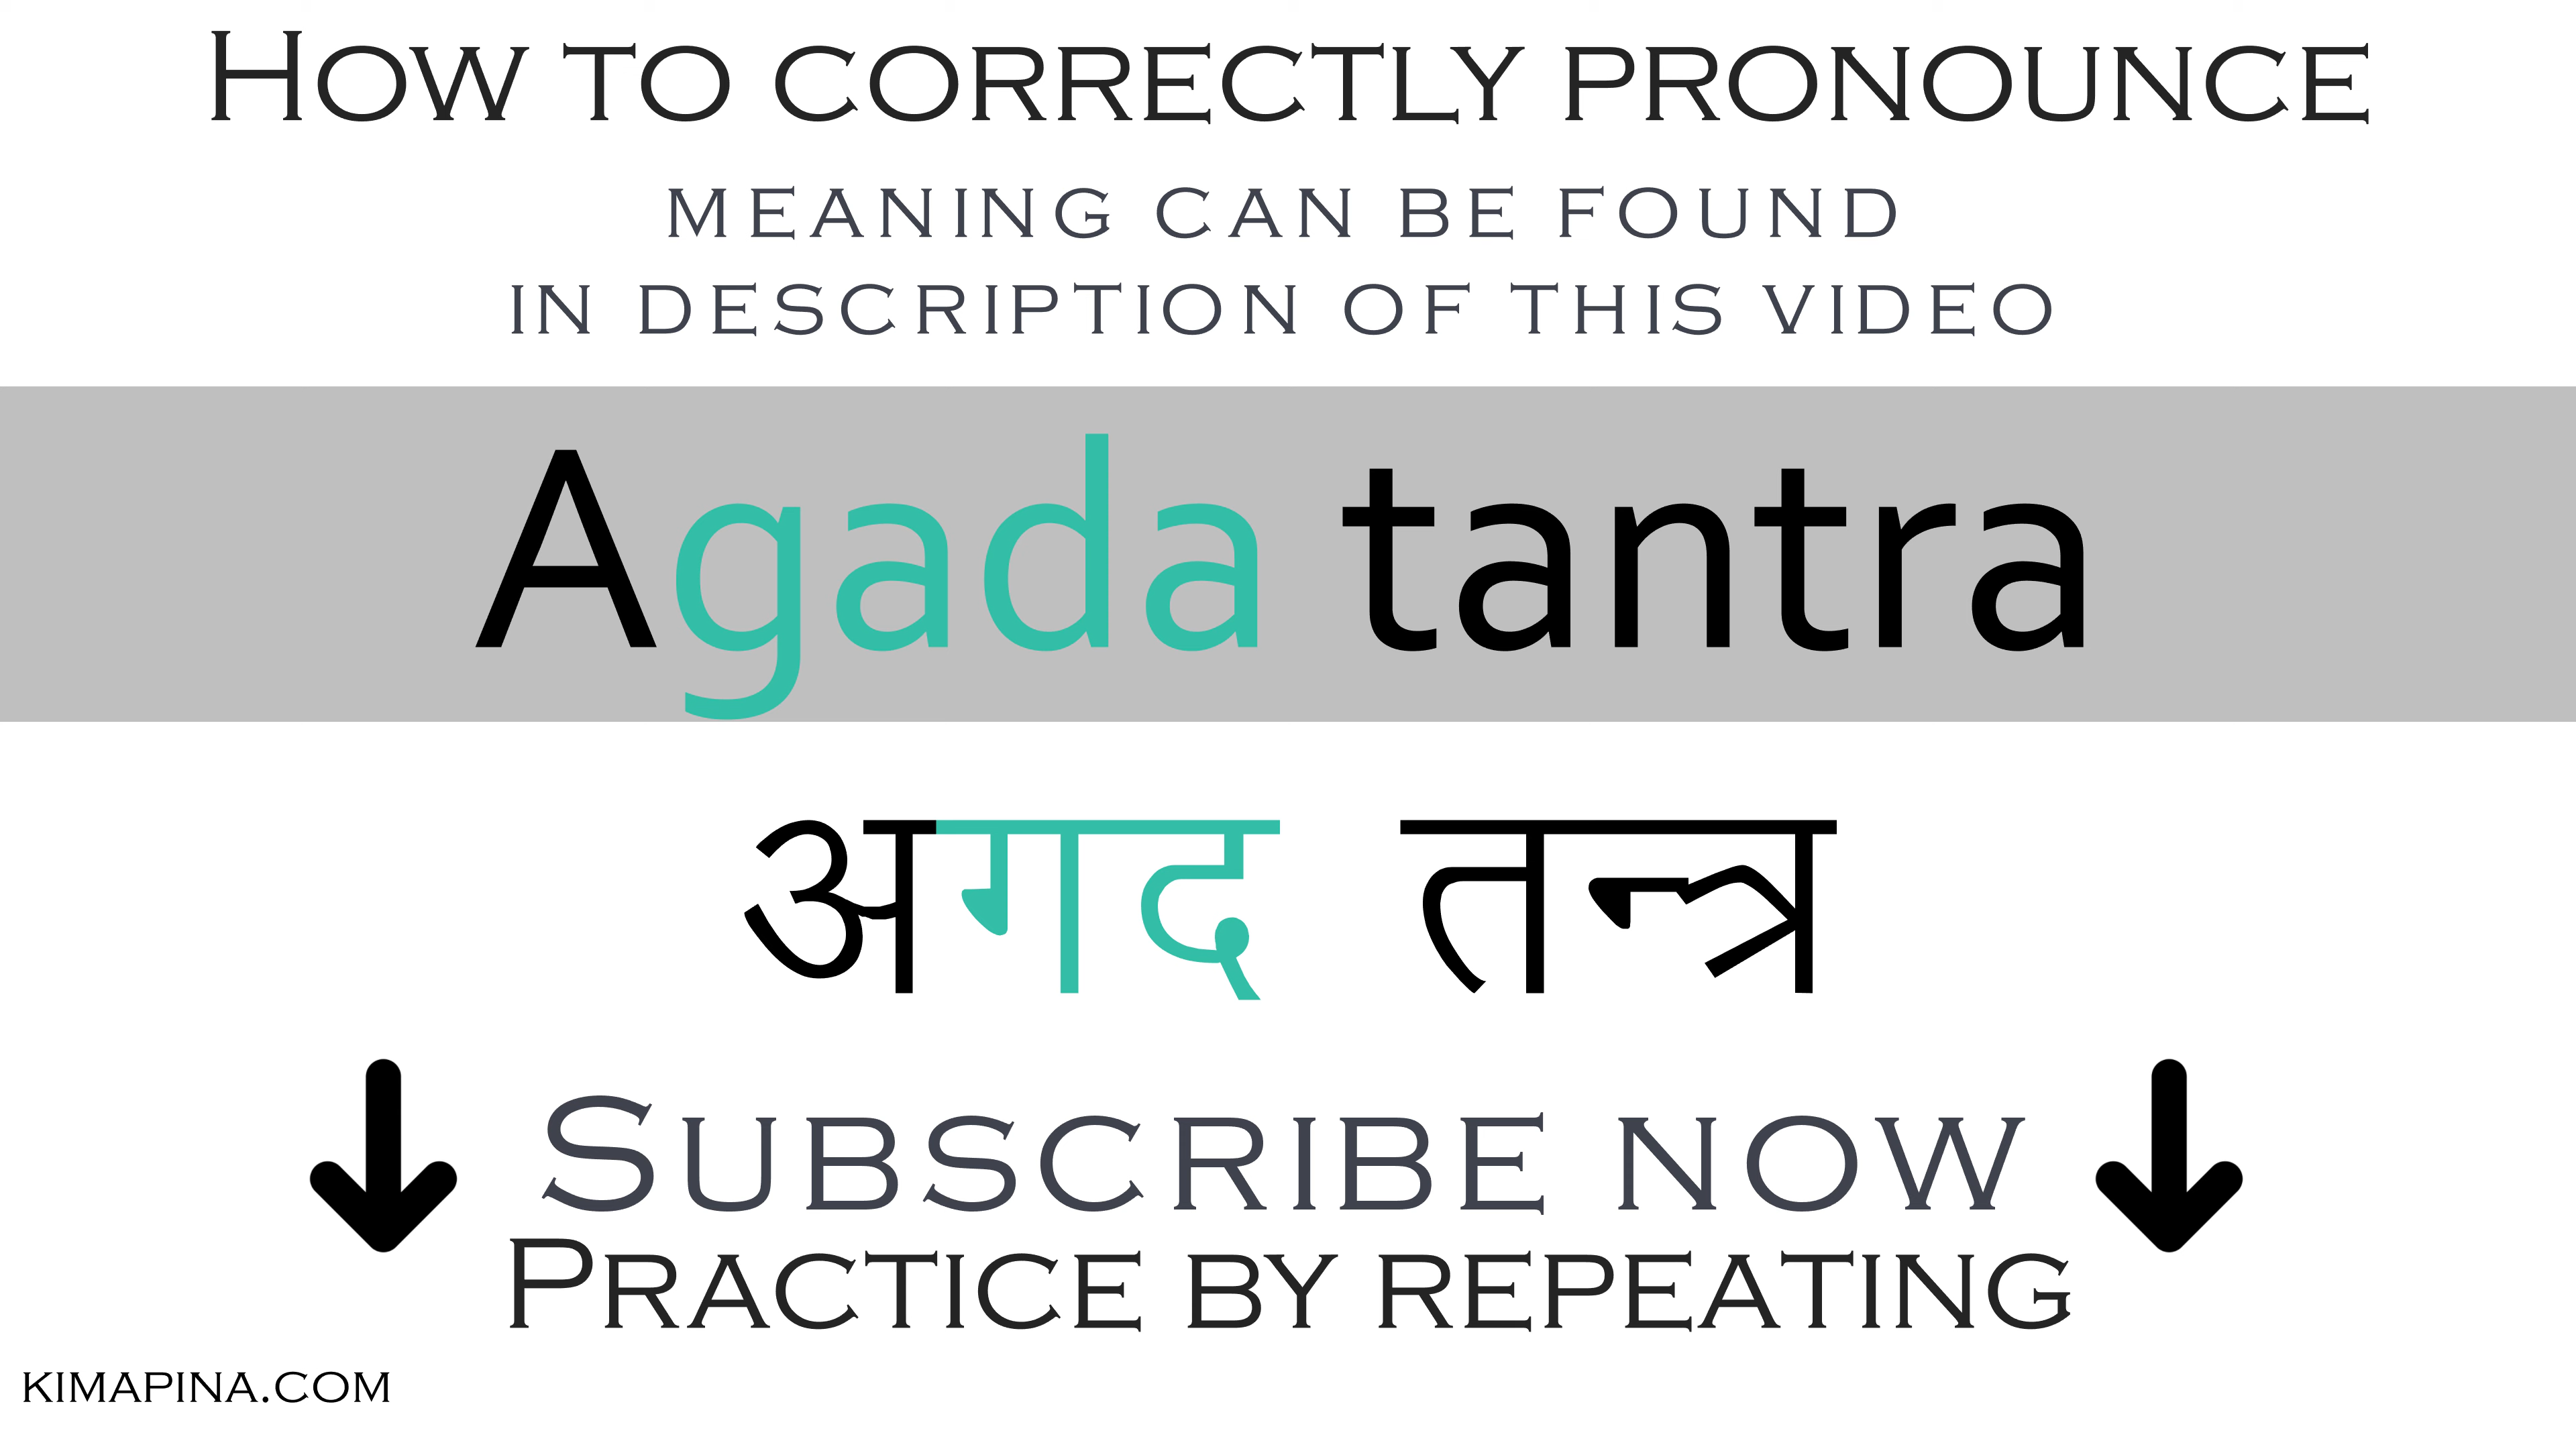 How to correctly pronounce
meaning can be found
in description of this video
Agada tantra
अगद तन्त्र
Subscribe now
Practice by repeating
kimapina.com